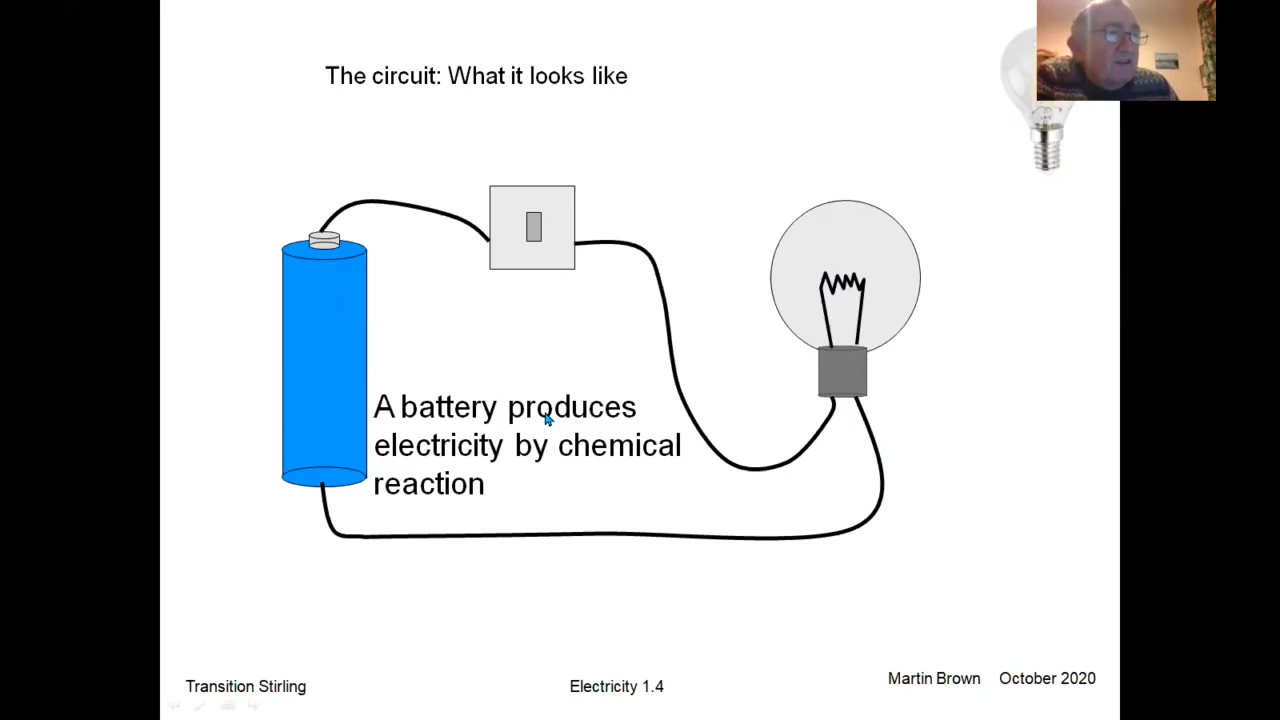 The circuit: What it looks like
A battery produces
electricity by chemical
reaction
Transition Stirling
Electricity 1.4
Martin Brown October 2020